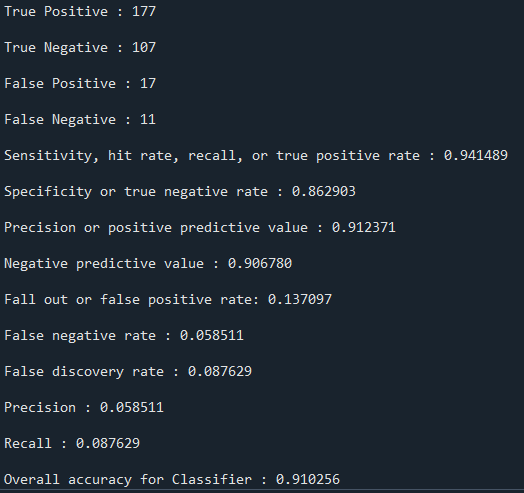 True Positive : 177
True Negative : 107
False Positive : 17
False Negative : 11
Sensitivity, hit rate, recall, or true positive rate : 0.941489
Specificity or true negative rate : 0.862903
Precision or positive predictive value : 0.912371
Negative predictive value : 0.906780
Fall out or false positive rate: 0.137097
False negative rate : 0.058511
False discovery rate : 0.087629
Precision : 0.058511
Recall : 0.087629
Overall accuracy for Classifier : 0.910256